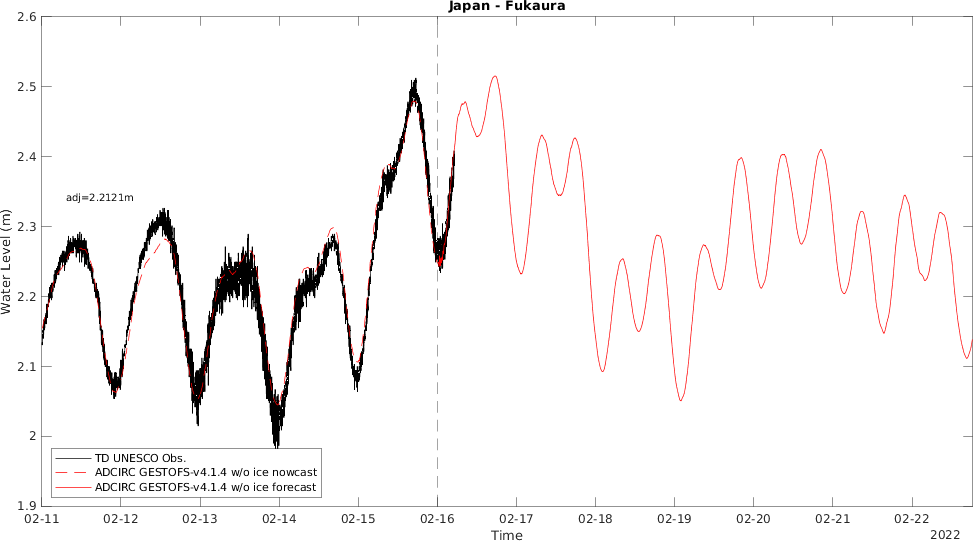 Japan - Fukaura
2.6
2.5
2.4
2.3
2.2
2.1
2
1.9
Water Level (m)
adj=2.2121m
TD UNESCO Obs.
ADCIRC GESTOFS-v4.1.4 w/o ice nowcast
ADCIRC GESTOFS-v4.1.4 w/o ice forecast
02-11 02-12 02-13 02-14 02-15 02-16 02-17 02-18 02-19 02-20 02-21 02-22
Time
2022